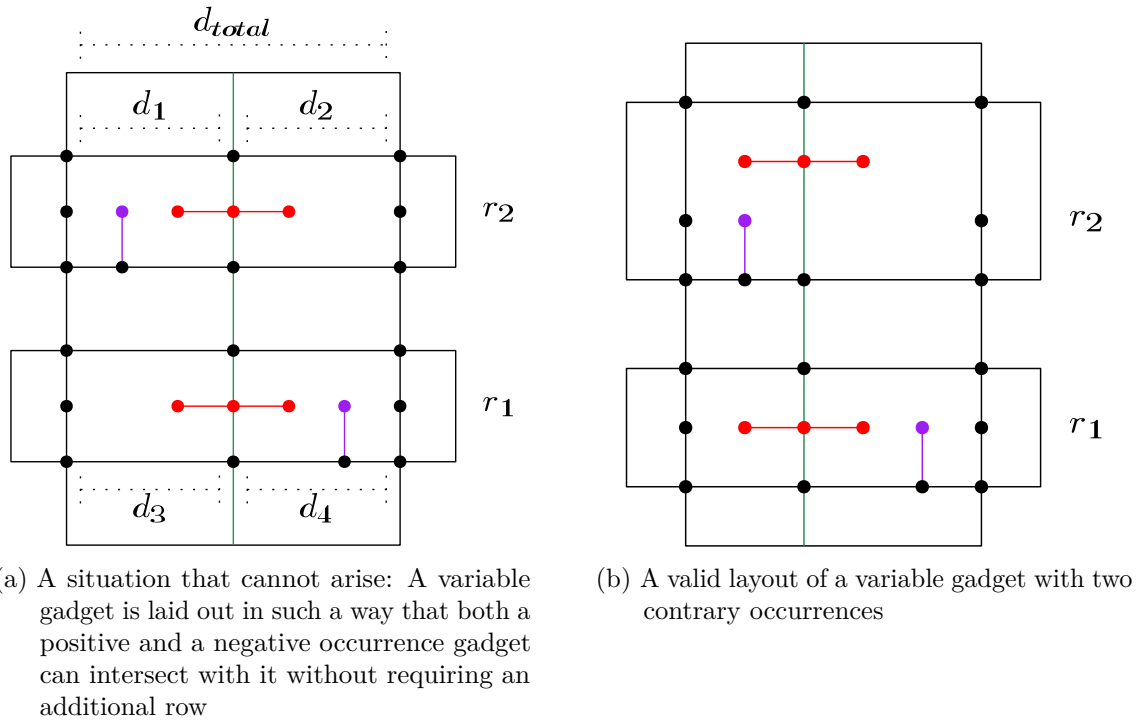 d_total
d_1 d_2
r_2
r_1
d_3 d_4
r_2
r_1
a) A situation that cannot arise: A variable
gadget is laid out in such a way that both a
positive and a negative occurrence gadget
can intersect with it without requiring an
additional row
(b) A valid layout of a variable gadget with two
contrary occurrences